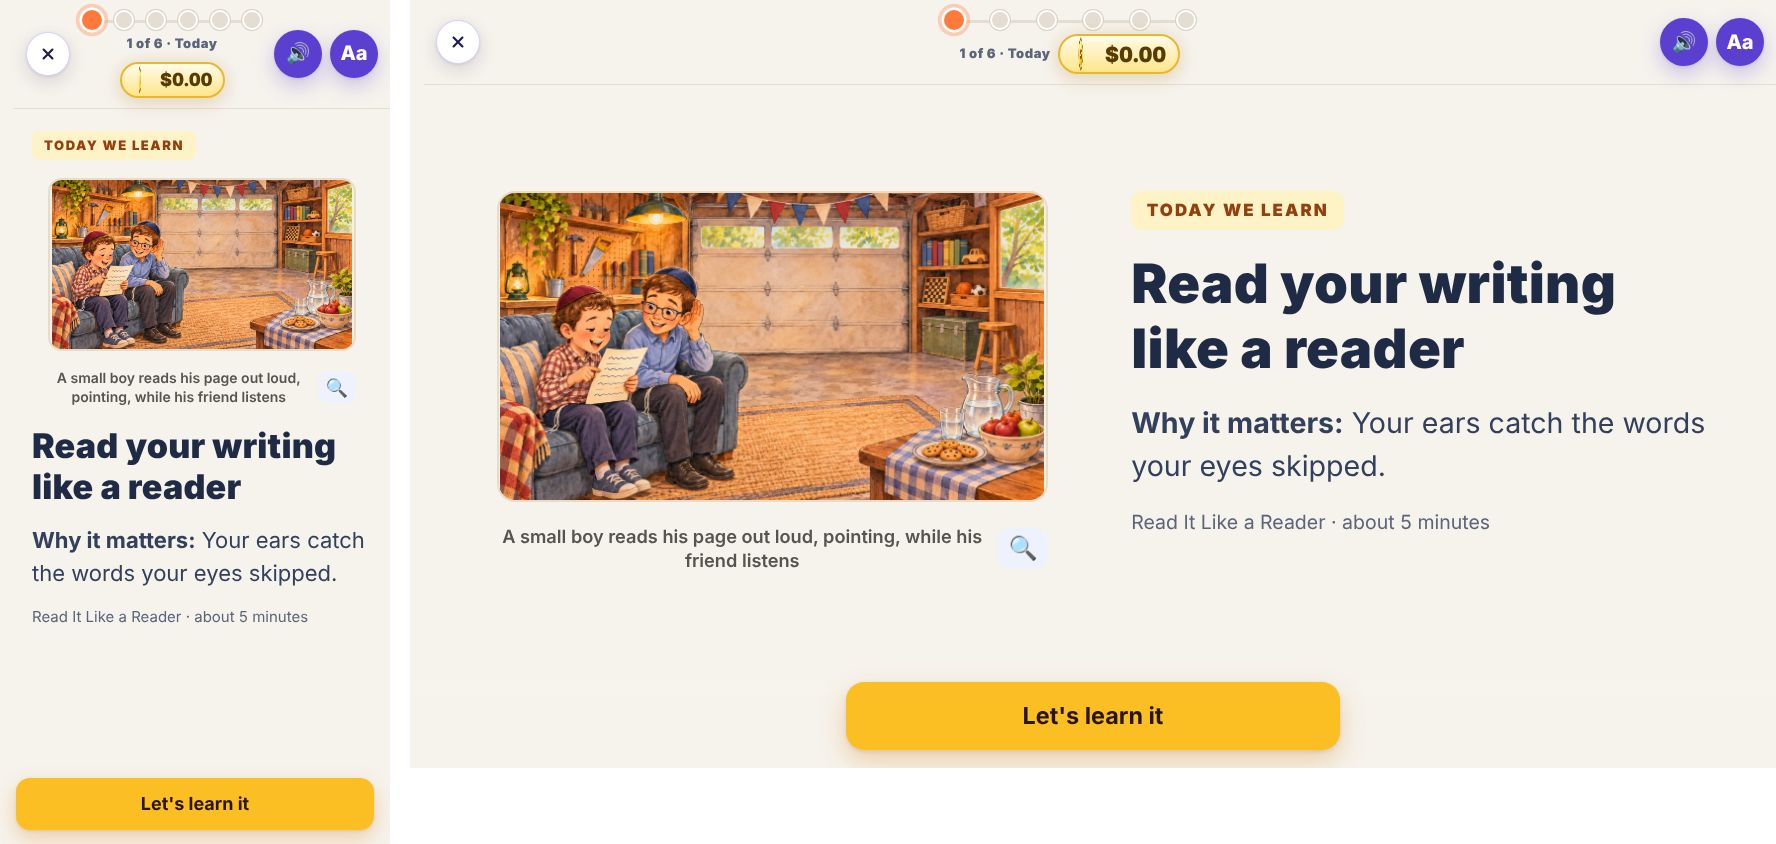 1 of 6 · Today
$0.00
Aa
TODAY WE LEARN
A small boy reads his page out loud,
pointing, while his friend listens
Read your writing
like a reader
Why it matters: Your ears catch
the words your eyes skipped.
Read It Like a Reader · about 5 minutes
Let's learn it
1 of 6 · Today
$0.00
Aa
A small boy reads his page out loud, pointing, while his
friend listens
TODAY WE LEARN
Read your writing
like a reader
Why it matters: Your ears catch the words
your eyes skipped.
Read It Like a Reader · about 5 minutes
Let's learn it